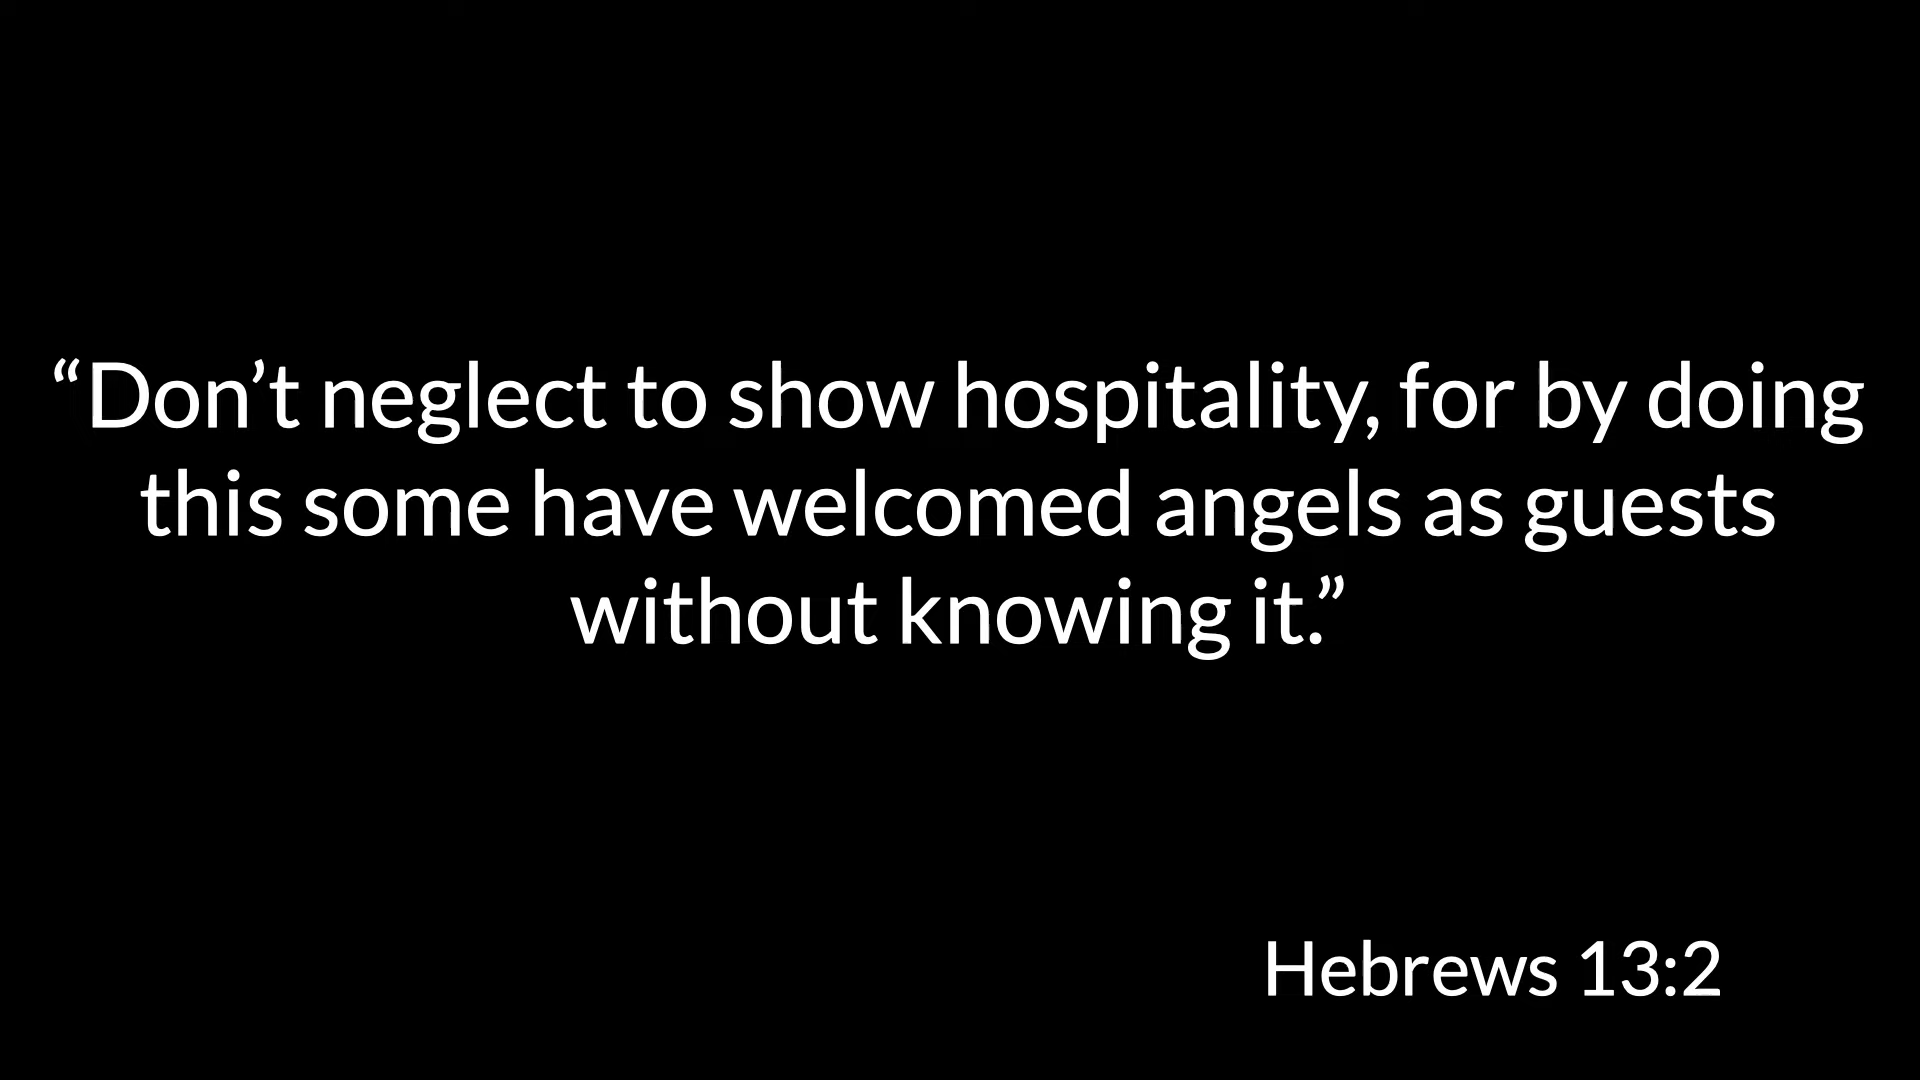 “Don’t neglect to show hospitality, for by doing
this some have welcomed angels as guests
without knowing it.”
Hebrews 13:2